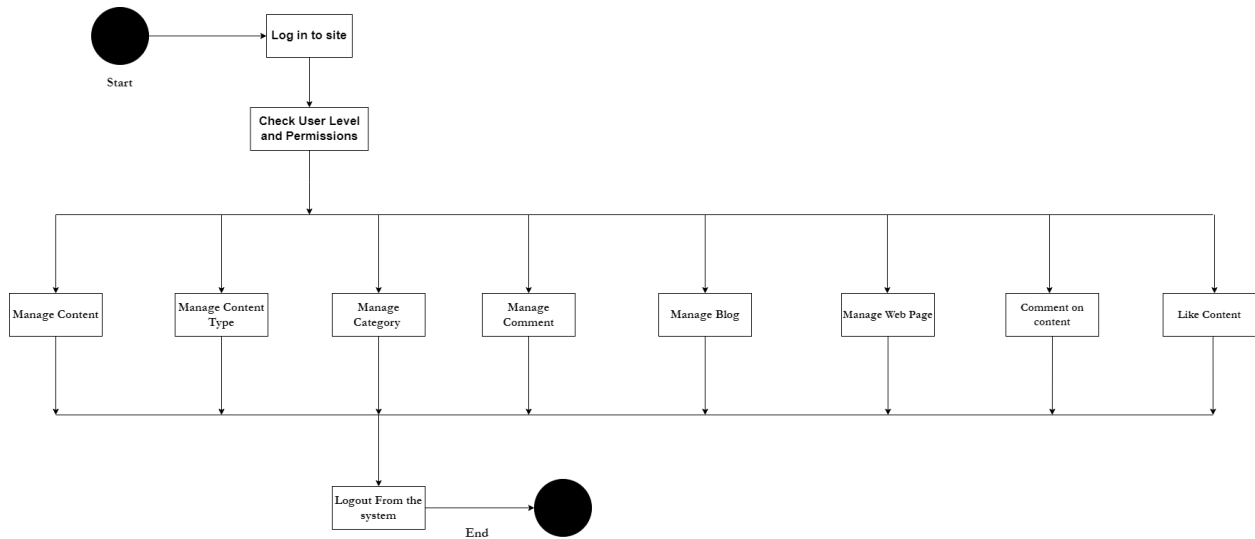 Log in to site
Start
Check User Level
and Permissions
Manage Content
Manage Content
Type
Manage
Category
Manage
Comment
Manage Blog
Manage Web Page
Comment on
content
Like Content
Logout From the
system
End